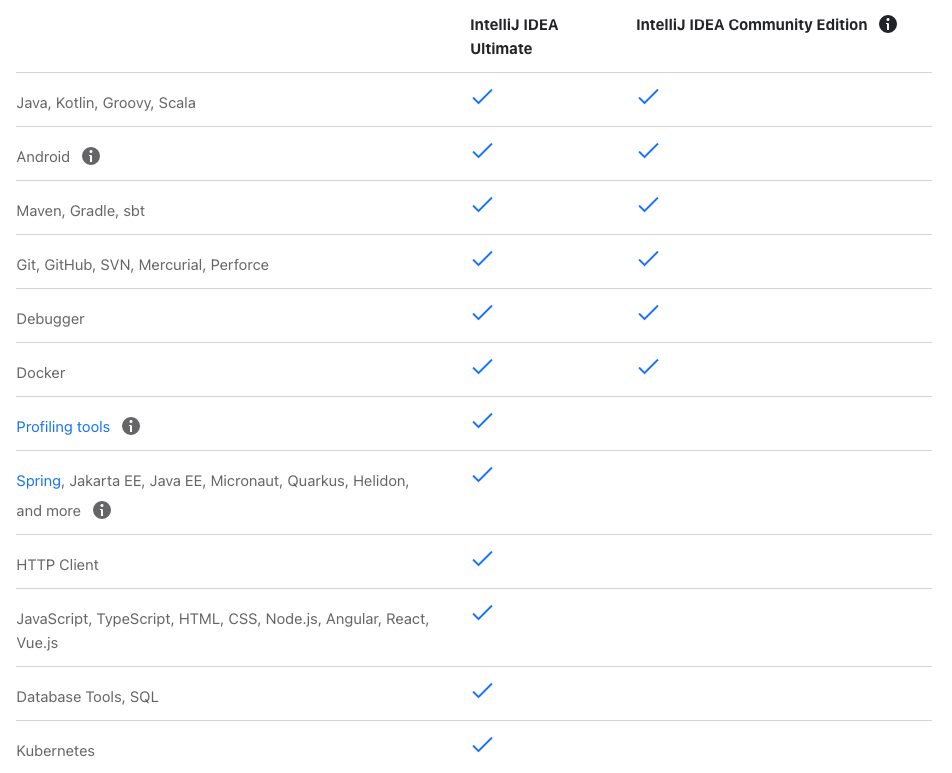 IntelliJ IDEA
Ultimate
IntelliJ IDEA Community Edition
Java, Kotlin, Groovy, Scala
Android
Maven, Gradle, sbt
Git, GitHub, SVN, Mercurial, Perforce
Debugger
Docker
Profiling tools
Spring, Jakarta EE, Java EE, Micronaut, Quarkus, Helidon,
and more
HTTP Client
JavaScript, TypeScript, HTML, CSS, Node.js, Angular, React,
Vue.js
Database Tools, SQL
Kubernetes